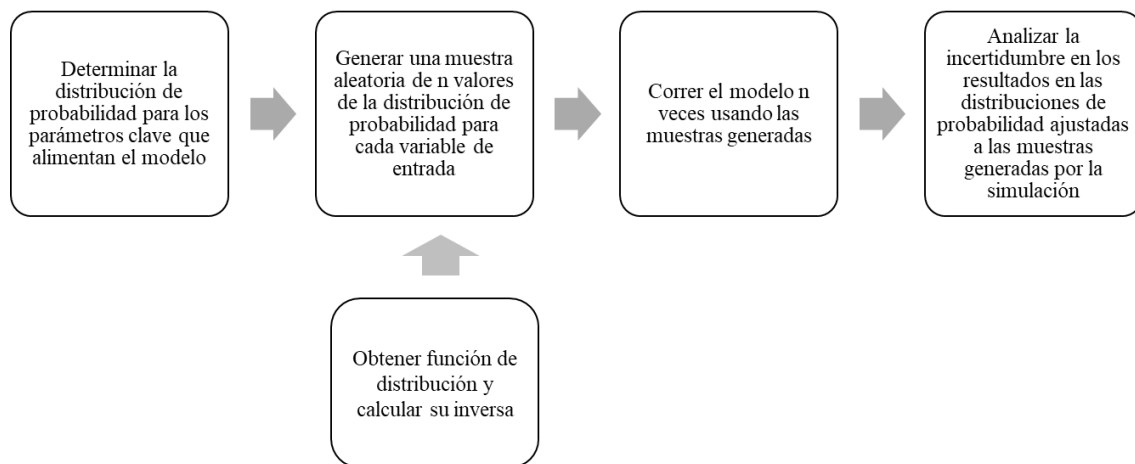 Determinar la
distribución de
probabilidad para los
parámetros clave que
alimentan el modelo
Generar una muestra
aleatoria de n valores
de la distribución de
probabilidad para
cada variable de
entrada
Correr el modelo n
veces usando las
muestras generadas
Analizar la
incertidumbre en los
resultados en las
distribuciones de
probabilidad ajustadas
a las muestras
generadas por la
simulación
Obtener función de
distribución y
calcular su inversa